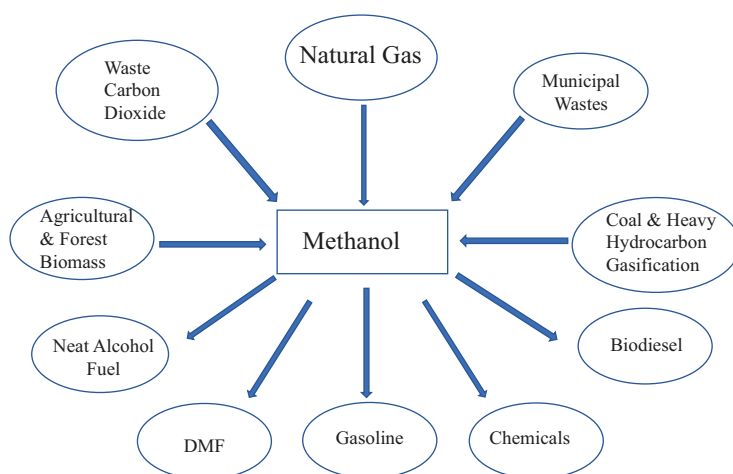 Natural Gas
Waste
Carbon
Dioxide
Municipal
Wastes
Agricultural
& Forest
Biomass
Methanol
Coal & Heavy
Hydrocarbon
Gasification
Neat Alcohol
Fuel
Biodiesel
DMF
Gasoline
Chemicals